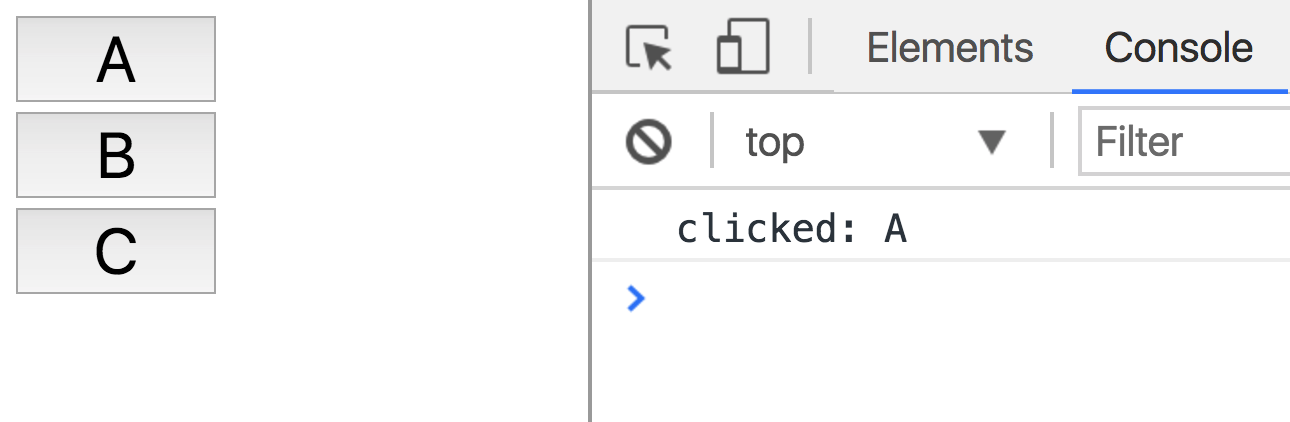 A
B
C
Elements Console
top Filter
clicked: A